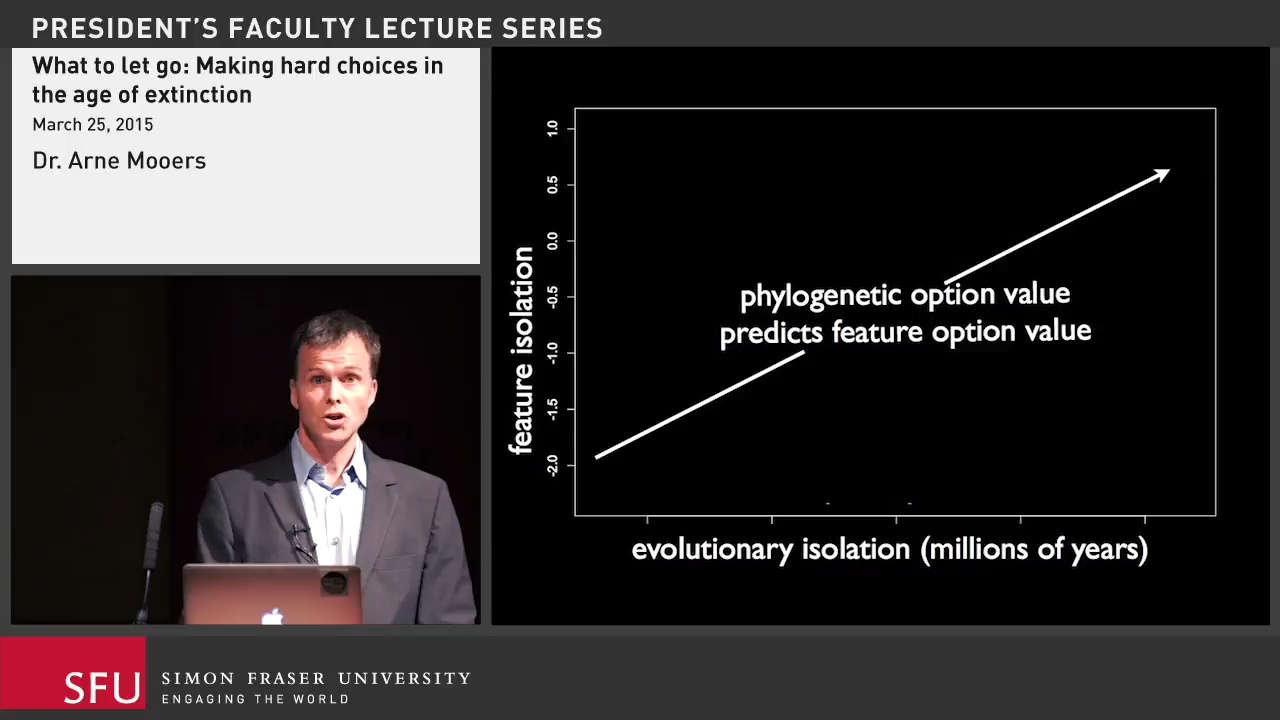 PRESIDENT'S FACULTY LECTURE SERIES
What to let go: Making hard choices in
the age of extinction
March 25, 2015
Dr. Arne Mooers
1.0
0.5
0.0
-0.5
-1.0
-1.5
-2.0
feature isolation
phylogenetic option value
predicts feature option value
evolutionary isolation (millions of years)
SFU
SIMON FRASER UNIVERSITY
ENGAGING THE WORLD